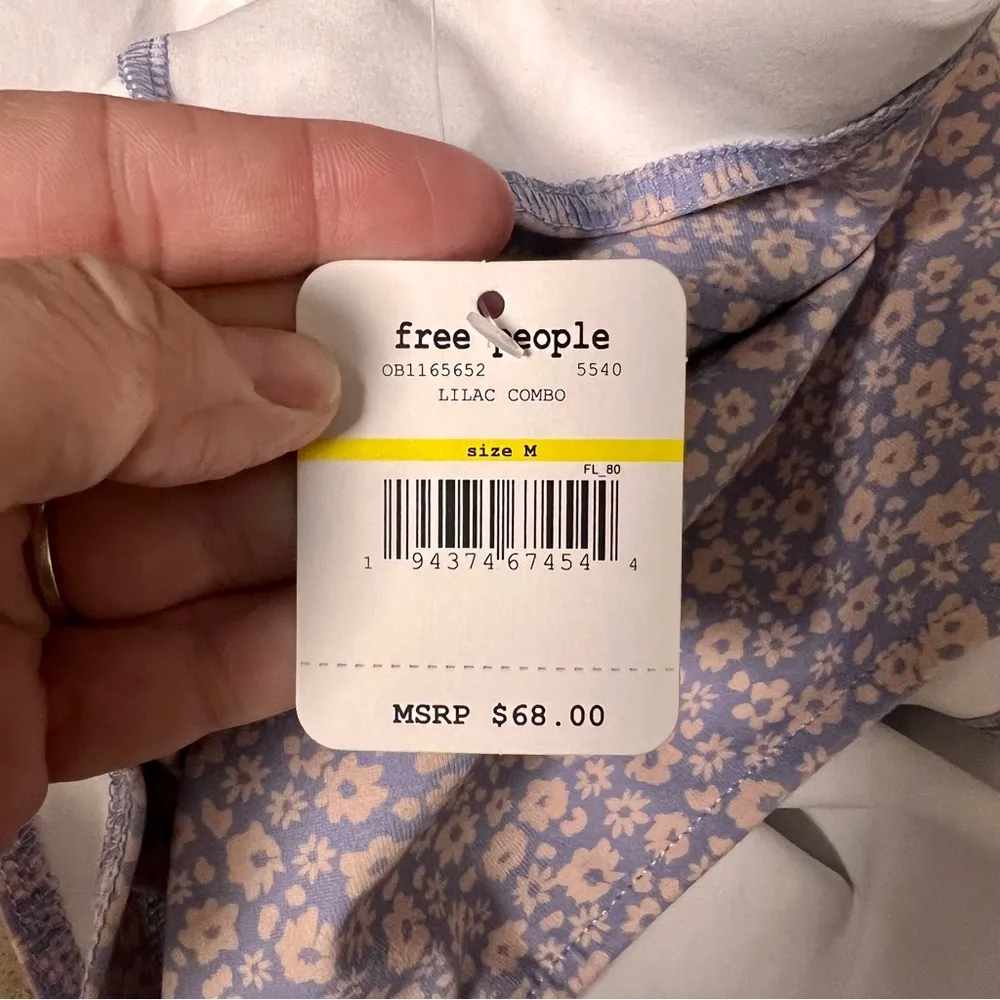 free people
OB1165652 5540
LILAC COMBO
size M
FL_80
1 94374 67454 4
MSRP $68.00